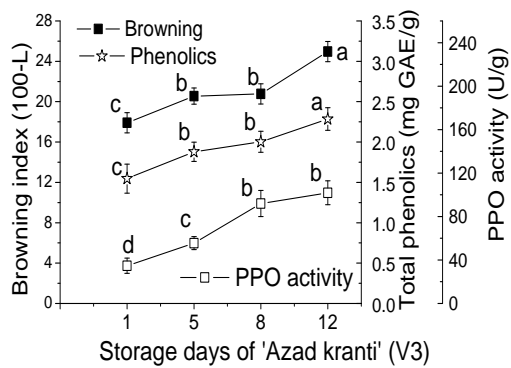 Browning
Phenolics
PPO activity
Browning index (100-L)
28
24
20
16
12
8
4
0
c
b
b
a
c
b
b
a
d
c
b
b
1
5
8
12
Storage days of 'Azad kranti' (V3)
3.5
3.0
2.5
2.0
1.5
1.0
0.5
0.0
Total phenolics (mg GAE/g)
240
200
160
120
80
40
0
PPO activity (U/g)